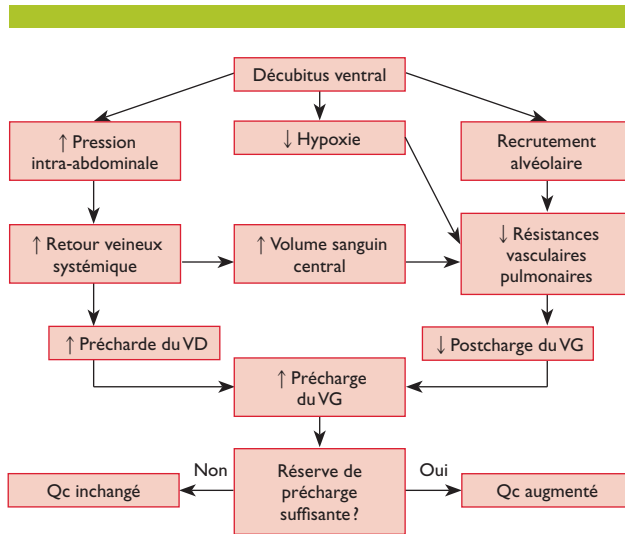 Décubitus ventral
↑ Pression
intra-abdominale
↓ Hypoxie
Recrutement
alvéolaire
↑ Retour veineux
systémique
↑ Volume sanguin
central
↓ Résistances
vasculaires
pulmonaires
↑ Précharde du VD
↓ Postcharge du VG
↑ Précharge
du VG
Non
Réserve de
précharge
suffisante ?
Oui
Qc inchangé
Qc augmenté